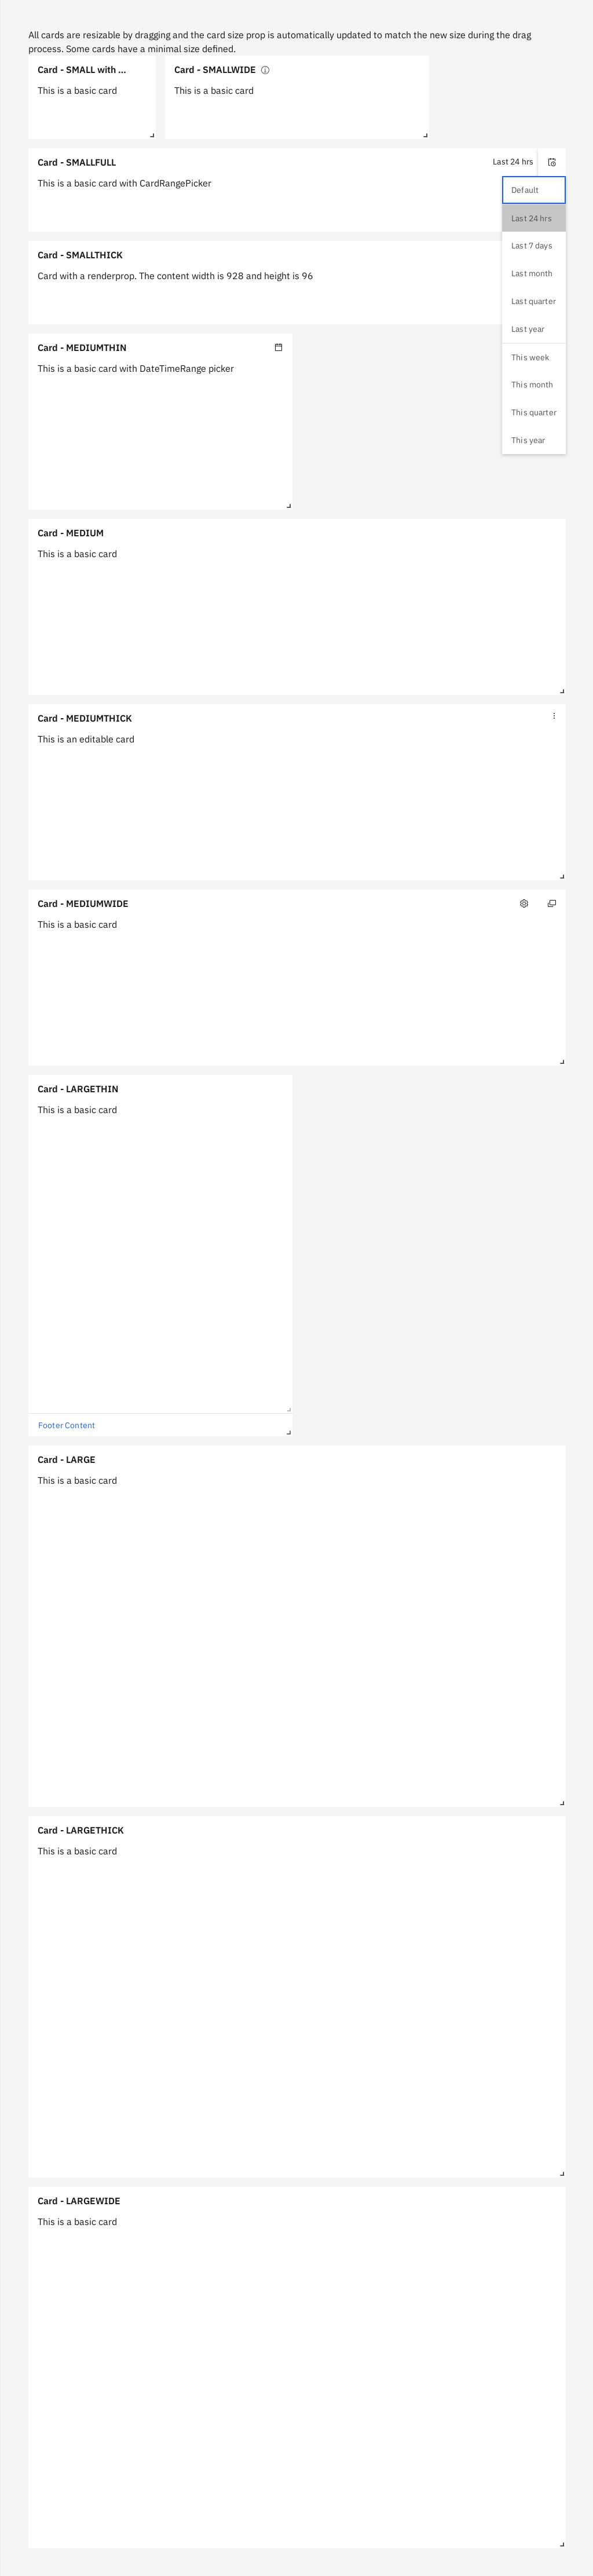 All cards are resizable by dragging and the card size prop is automatically updated to match the new size during the drag
process. Some cards have a minimal size defined.
Card - SMALL with ...
This is a basic card
Card - SMALLWIDE
This is a basic card
Card - SMALLFULL
Last 24 hrs
This is a basic card with CardRangePicker
Default
Last 24 hrs
Last 7 days
Last month
Last quarter
Last year
This week
This month
This quarter
This year
Card - SMALLTHICK
Card with a renderprop. The content width is 928 and height is 96
Card - MEDIUMTHIN
This is a basic card with DateTimeRange picker
Card - MEDIUM
This is a basic card
Card - MEDIUMTHICK
This is an editable card
Card - MEDIUMWIDE
This is a basic card
Card - LARGETHIN
This is a basic card
Footer Content
Card - LARGE
This is a basic card
Card - LARGETHICK
This is a basic card
Card - LARGEWIDE
This is a basic card